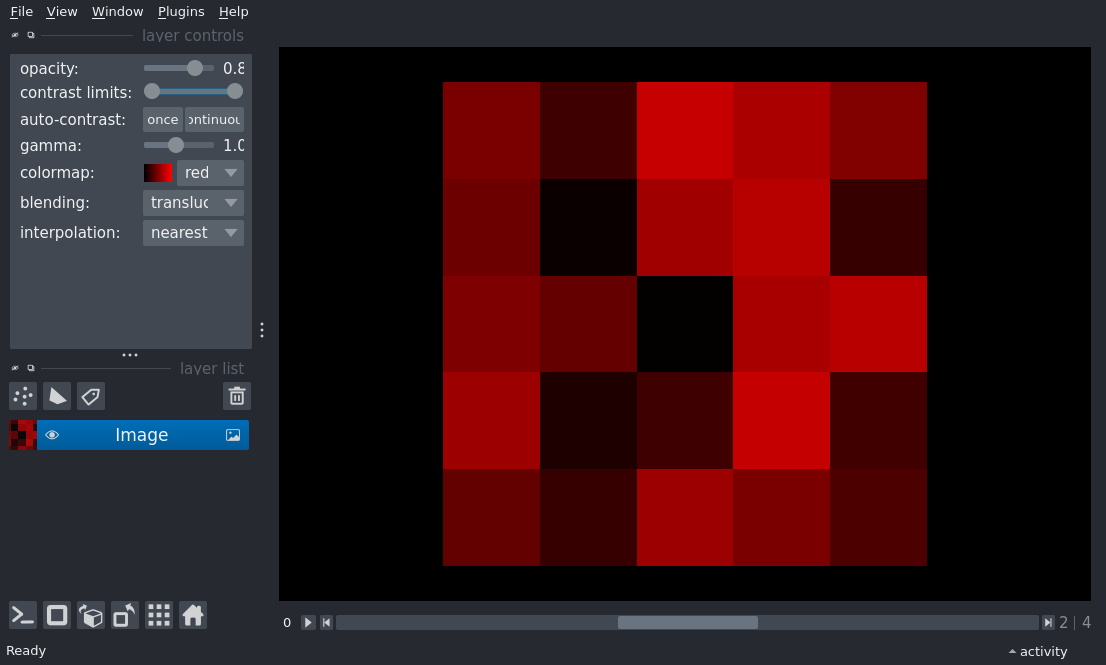 File View Window Plugins Help
layer controls
opacity: 0.8
contrast limits:
auto-contrast: once ontinuou
gamma: 1.0
colormap: red
blending: transluc
interpolation: nearest
layer list
Image
0 2 | 4
Ready activity